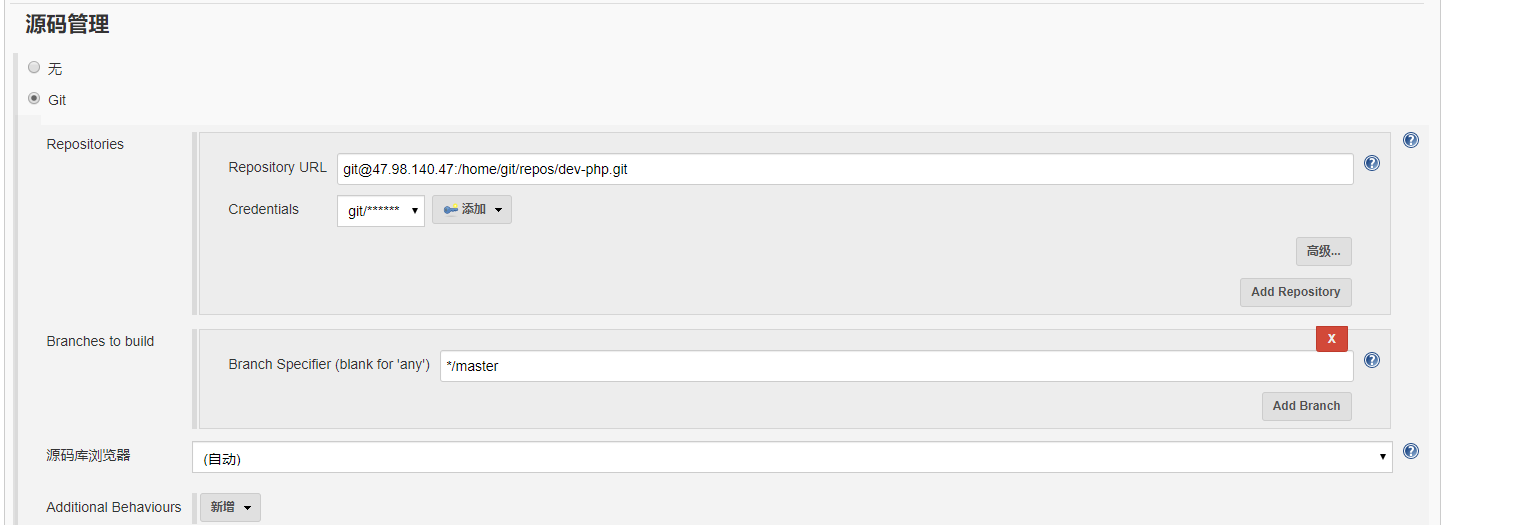 源码管理
无
Git
Repositories
Repository URL git@47.98.140.47:/home/git/repos/dev-php.git
Credentials git/****** 添加
高级...
Add Repository
Branches to build
X
Branch Specifier (blank for 'any') */master
Add Branch
源码库浏览器 (自动)
Additional Behaviours 新增